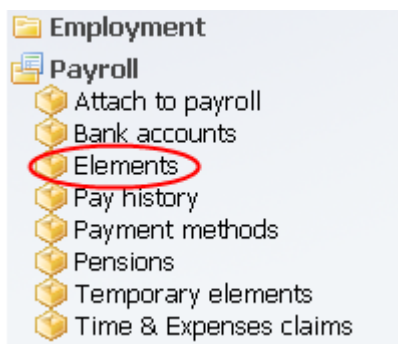 Employment
Payroll
Attach to payroll
Bank accounts
Elements
Pay history
Payment methods
Pensions
Temporary elements
Time & Expenses claims